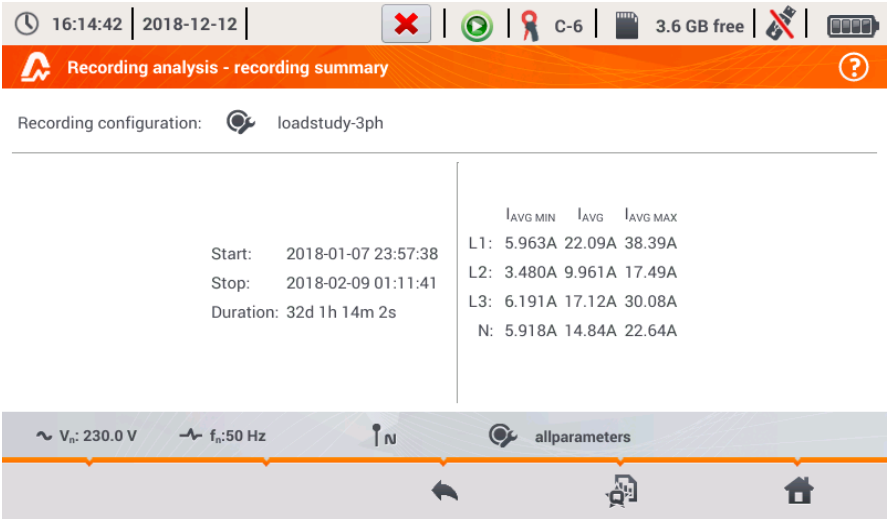 16:14:42 2018-12-12 C-6 3.6 GB free
Recording analysis - recording summary ?
Recording configuration: loadstudy-3ph
Start: 2018-01-07 23:57:38
Stop: 2018-02-09 01:11:41
Duration: 32d 1h 14m 2s
IAVG MIN IAVG IAVG MAX
L1: 5.963A 22.09A 38.39A
L2: 3.480A 9.961A 17.49A
L3: 6.191A 17.12A 30.08A
N: 5.918A 14.84A 22.64A
Vn: 230.0 V fn:50 Hz N allparameters